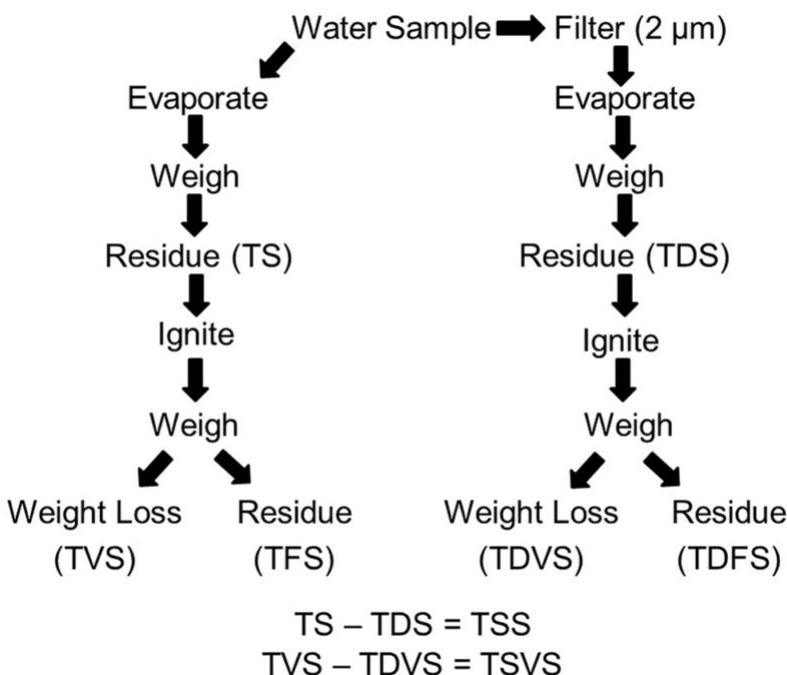 Water Sample Filter (2 µm)
Evaporate Evaporate
Weigh Weigh
Residue (TS) Residue (TDS)
Ignite Ignite
Weigh Weigh
Weight Loss Residue Weight Loss Residue
(TVS) (TFS) (TDVS) (TDFS)
TS – TDS = TSS
TVS – TDVS = TSVS